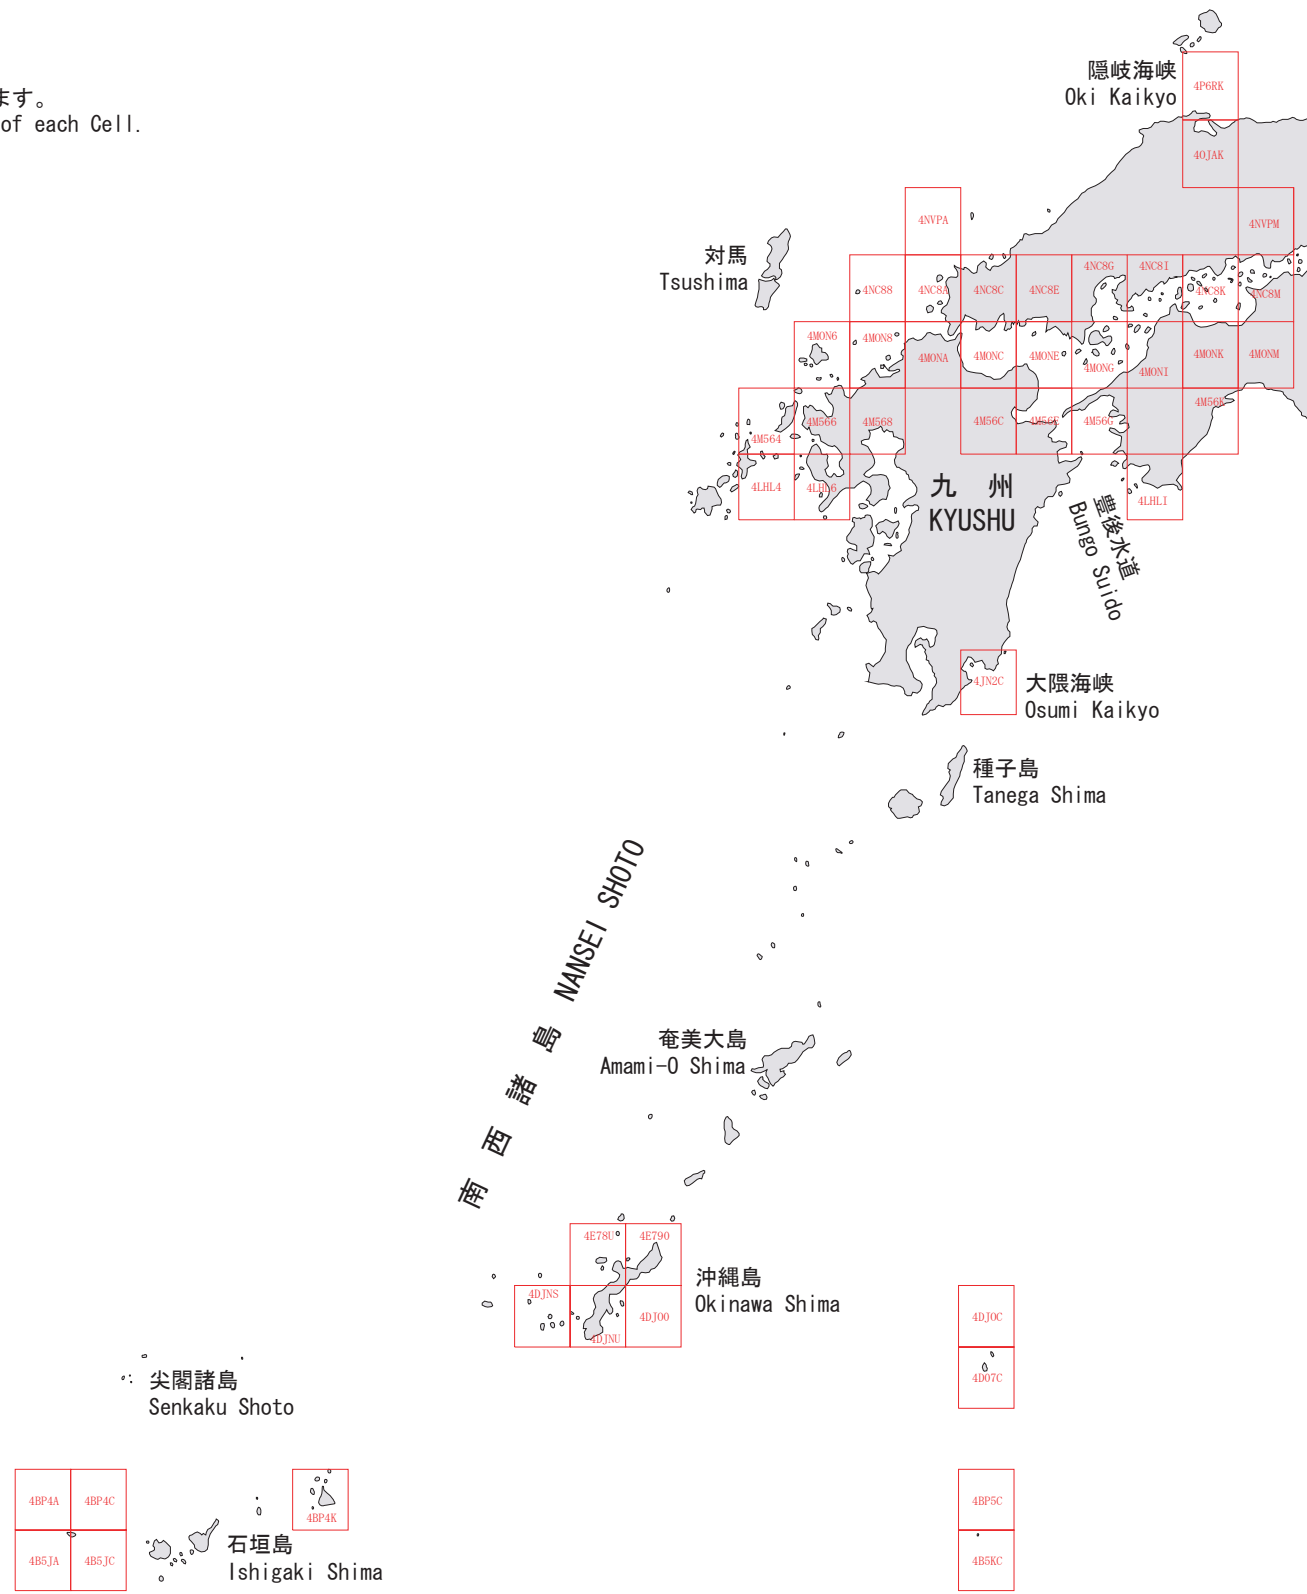 ます。
of each Cell.
隠岐海峡
Oki Kaikyo
4P6RK
4OJAK
4NVPA
4NVPM
対馬
Tsushima
4NC88
4NC8A
4NC8C
4NC8E
4NC8G
4NC8I
4NC8K
4NC8M
4MON6
4MON8
4MONA
4MONC
4MONE
4MONG
4MONI
4MONK
4MONM
4M564
4M566
4M568
4M56C
4M56E
4M56G
4M56K
4LHL4
4LHL6
4LHLI
九 州
KYUSHU
豊後水道
Bungo Suido
4JN2C
大隈海峡
Osumi Kaikyo
種子島
Tanega Shima
南 西 諸 島 NANSEI SHOTO
奄美大島
Amami-O Shima
4E78U
4E790
沖縄島
Okinawa Shima
4DJNS
4DJNU
4DJO0
4DJOC
4D07C
尖閣諸島
Senkaku Shoto
4BP4A
4BP4C
4BP4K
4BP5C
石垣島
Ishigaki Shima
4B5JA
4B5JC
4B5KC